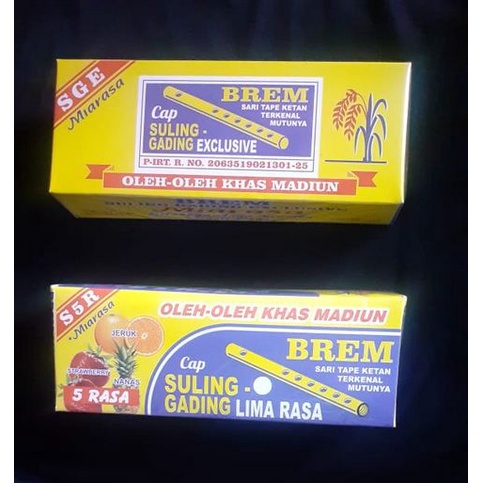 SGE
Miarasa
BREM
SARI TAPE KETAN
TERKENAL
MUTUNYA
Cap
SULING -
GADING EXCLUSIVE
P-IRT. R. NO. 2063519021301-25
OLEH-OLEH KHAS MADIUN
BREM
Miarasa
S5R
Miarasa
OLEH-OLEH KHAS MADIUN
JERUK
STRAWBERRY
NANAS
5 RASA
BREM
SARI TAPE KETAN
TERKENAL
MUTUNYA
Cap
SULING -
GADING LIMA RASA